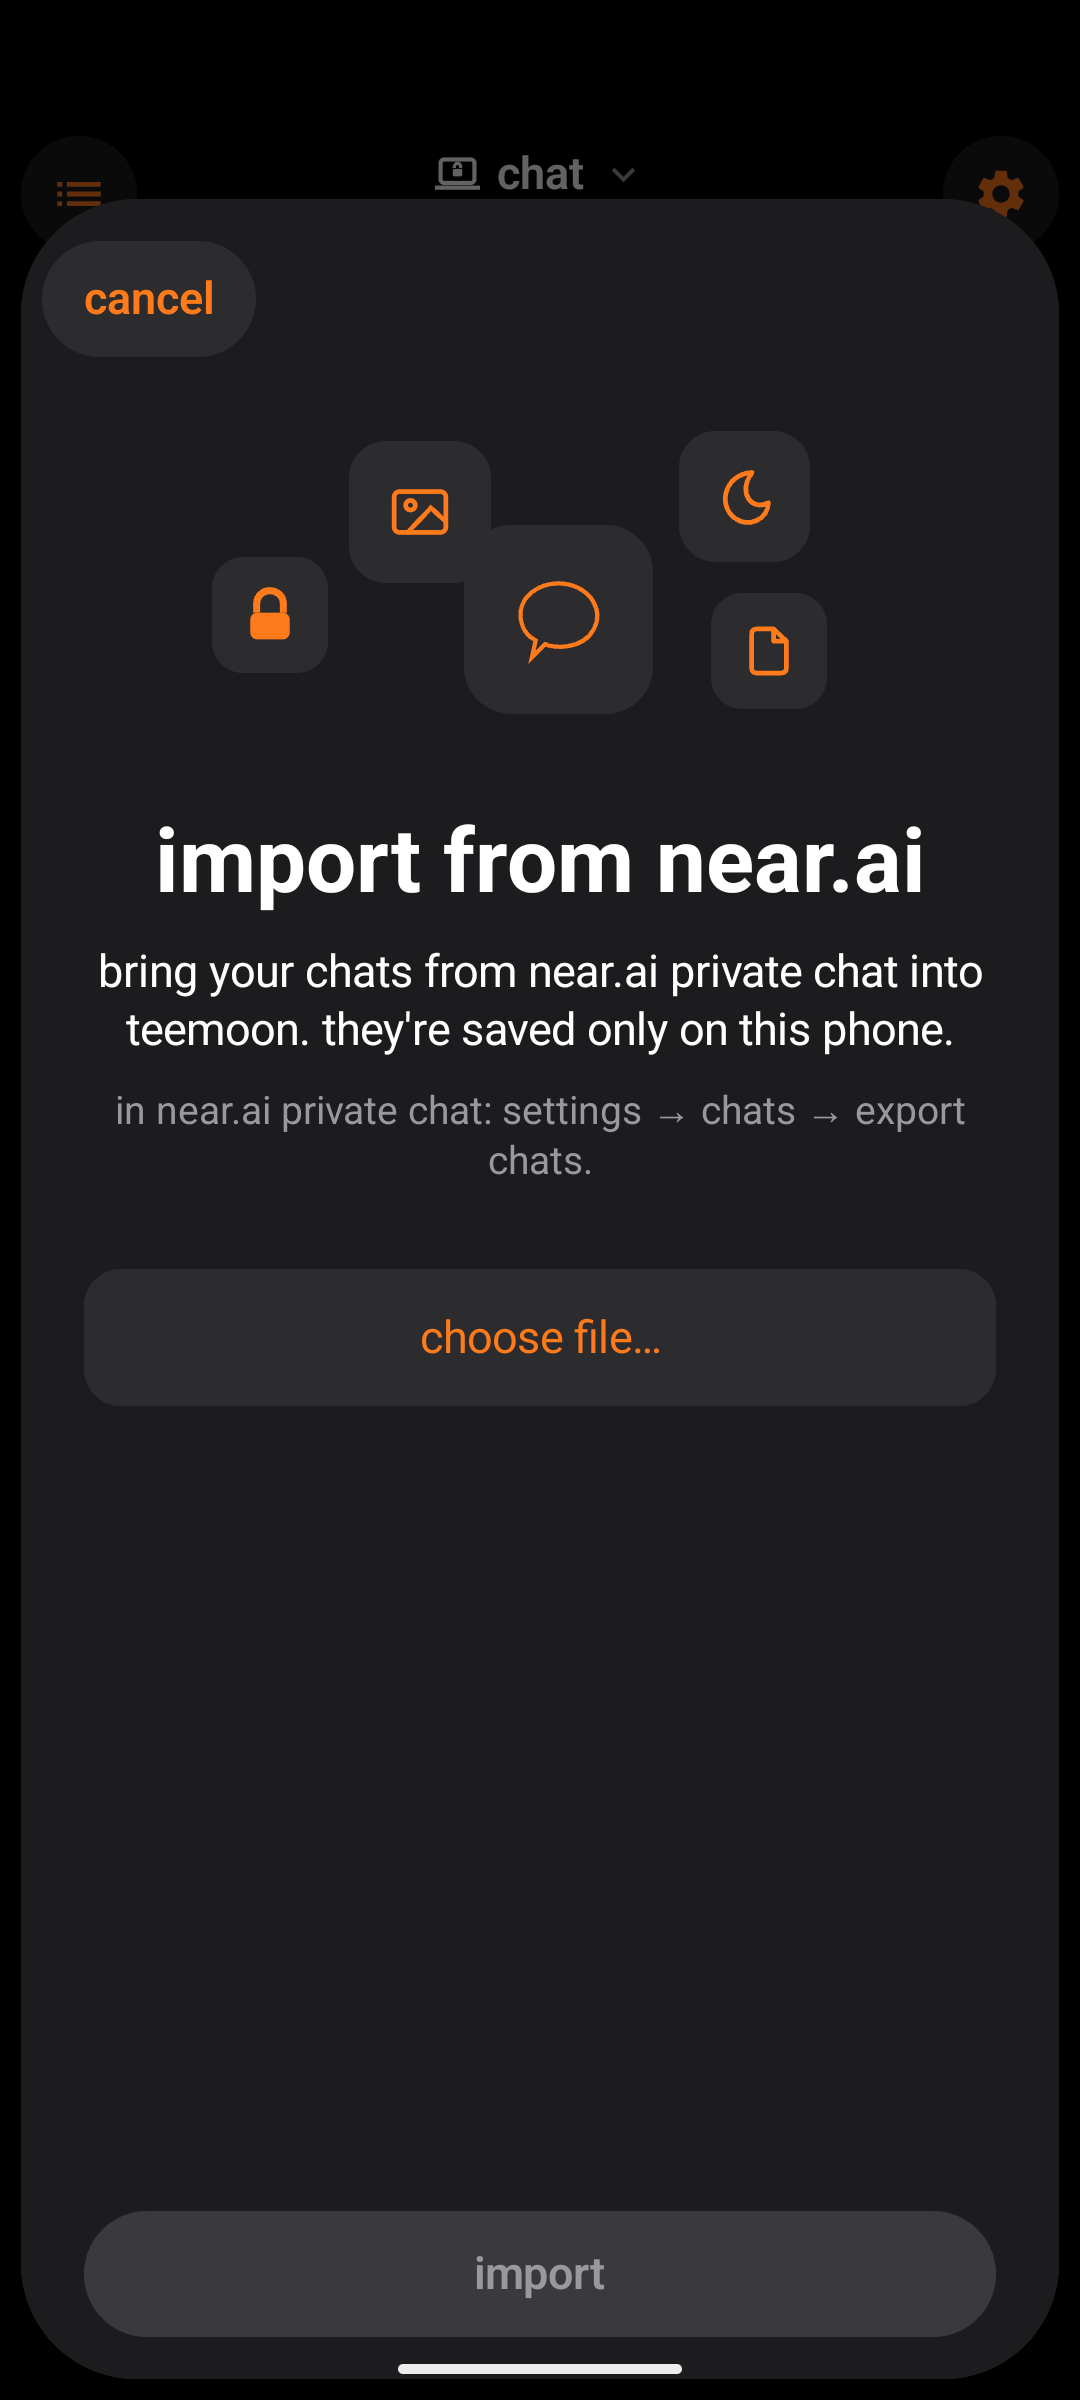 chat
cancel
import from near.ai
bring your chats from near.ai private chat into
teemoon. they're saved only on this phone.
in near.ai private chat: settings → chats → export
chats.
choose file…
import